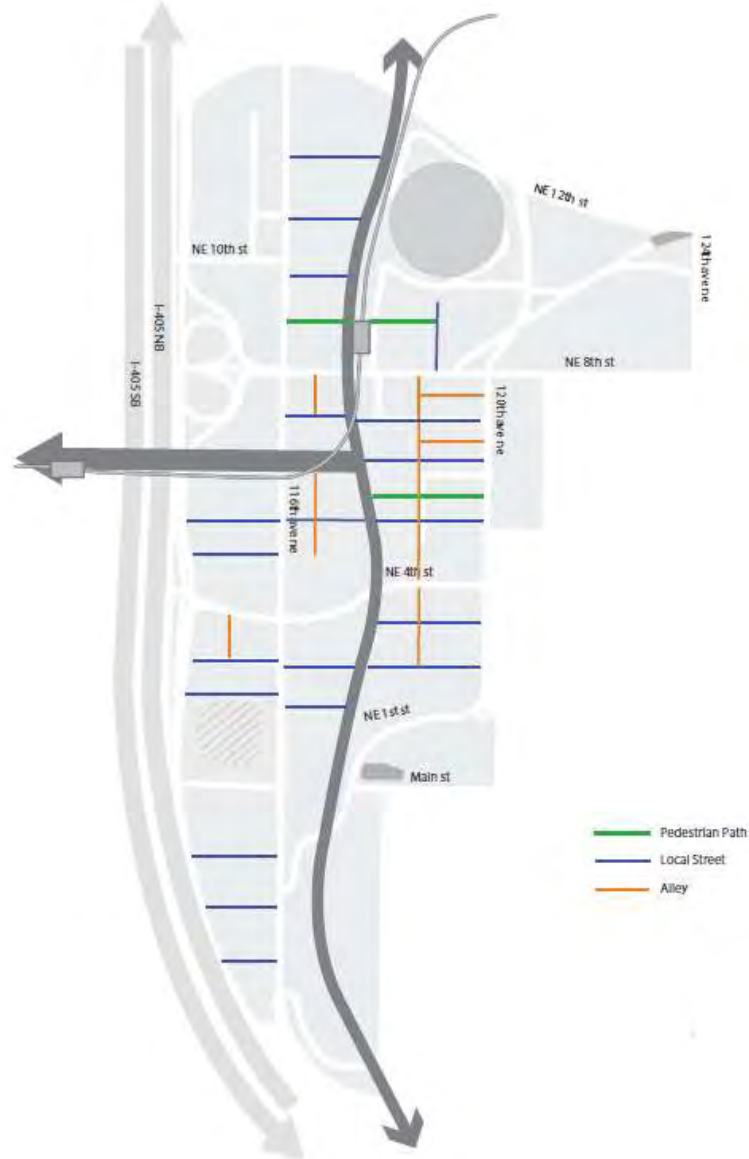 NE 12th st
124th ave ne
NE 10th st
I-405 NB
I-405 SB
NE 8th st
120th ave ne
116th ave ne
NE 4th st
NE 1st st
Main st
Pedestrian Path
Local Street
Alley